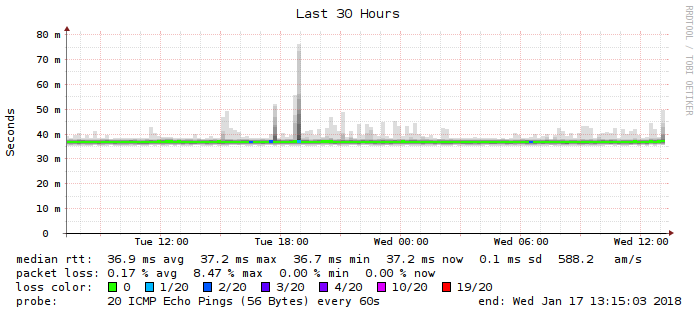 Last 30 Hours
RRDTOOL / TOBI OETIKER
Seconds
80 m
70 m
60 m
50 m
40 m
30 m
20 m
10 m
0
Tue 12:00 Tue 18:00 Wed 00:00 Wed 06:00 Wed 12:00
median rtt: 36.9 ms avg 37.2 ms max 36.7 ms min 37.2 ms now 0.1 ms sd 588.2 am/s
packet loss: 0.17 % avg 8.47 % max 0.00 % min 0.00 % now
loss color: 0 1/20 2/20 3/20 4/20 10/20 19/20
probe: 20 ICMP Echo Pings (56 Bytes) every 60s end: Wed Jan 17 13:15:03 2018